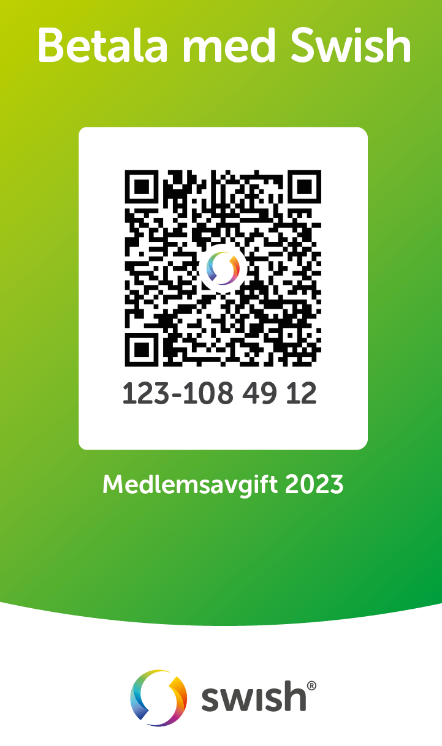 Betala med Swish
123-108 49 12
Medlemsavgift 2023
swish®